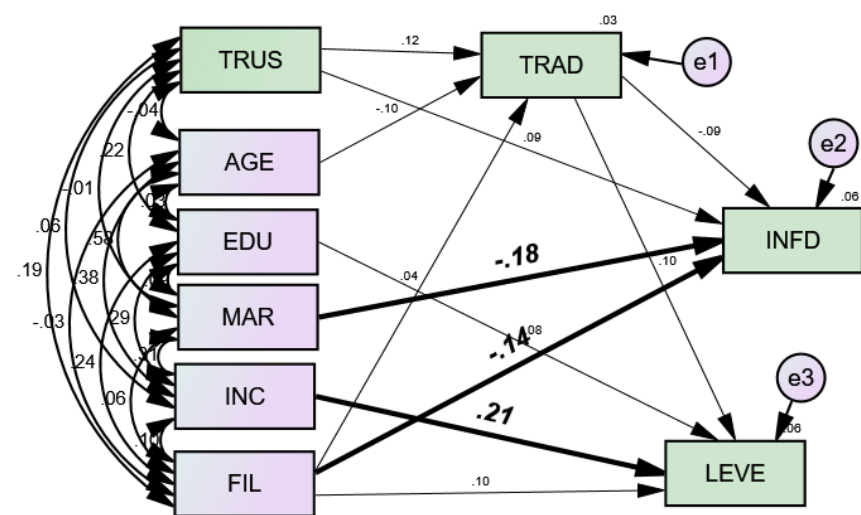 .03
TRUS
.12
TRAD
e1
-.04
-.10
-.09
.09
.22
e2
AGE
-.01
.06
.06
.58
EDU
INFD
-.18
.19
.38
.04
.10
-.03
.29
MAR
-.14
.08
.24
INC
.21
e3
.06
.06
.10
LEVE
FIL
.10